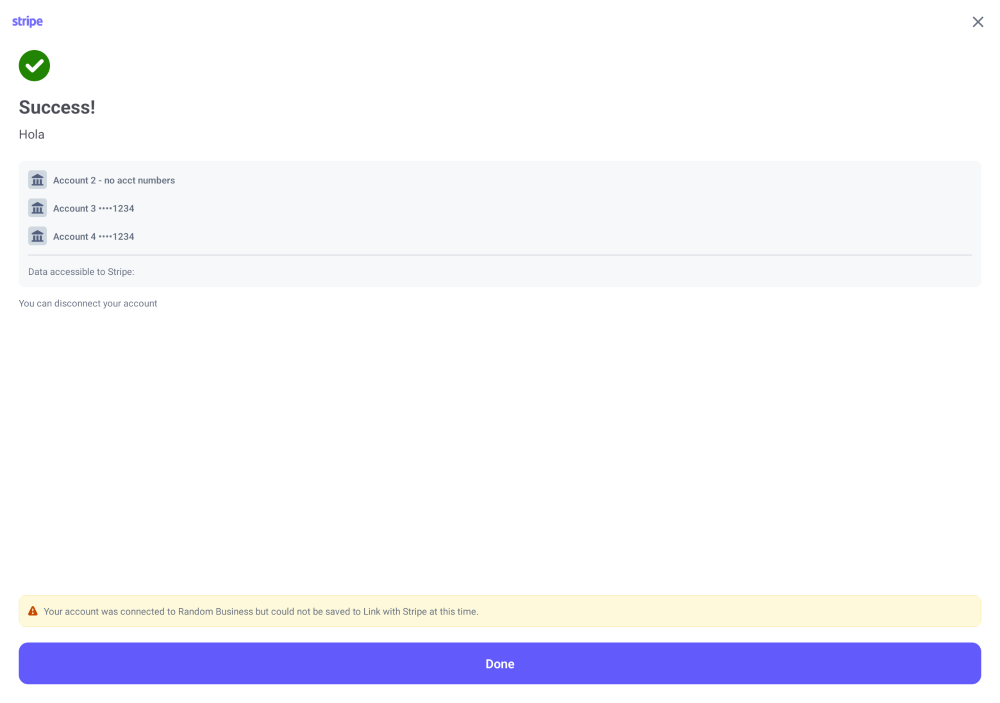 stripe
Success!
Hola
Account 2 - no acct numbers
Account 3 ••••1234
Account 4 ••••1234
Data accessible to Stripe:
You can disconnect your account
Your account was connected to Random Business but could not be saved to Link with Stripe at this time.
Done